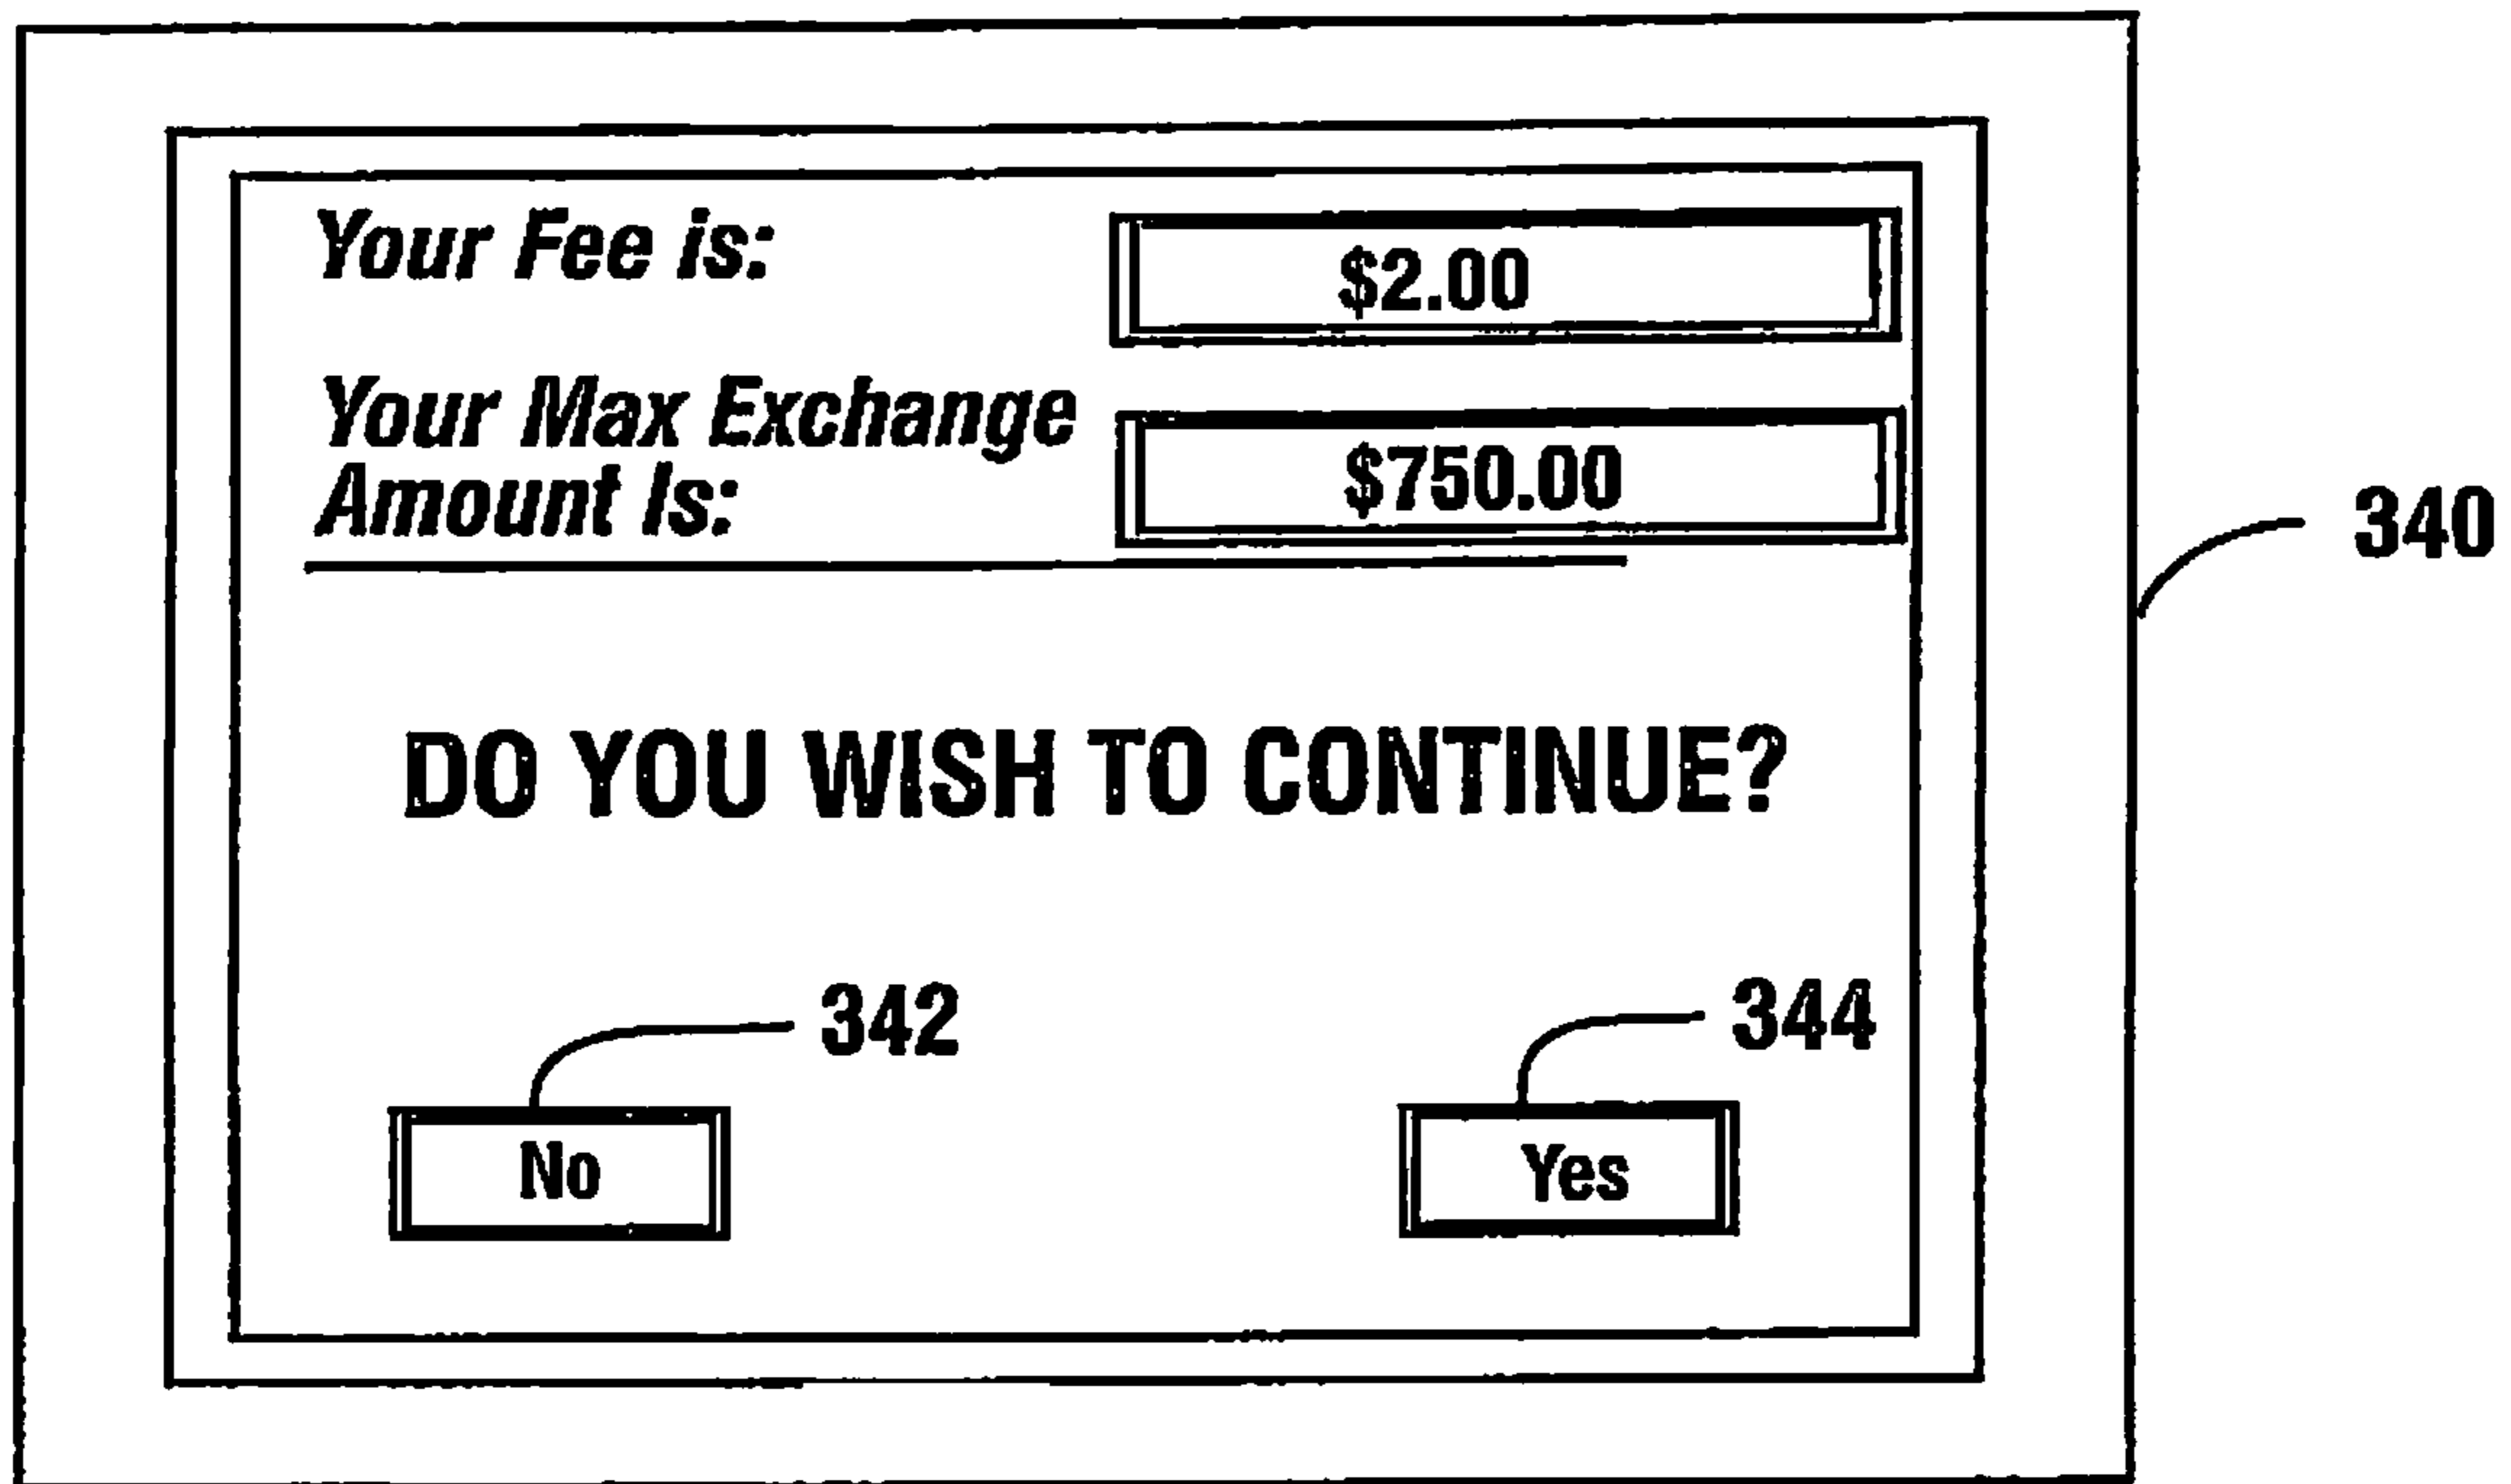 Your Fee is: $2.00
Your Max Exchange
Amount Is: $750.00
340
DO YOU WISH TO CONTINUE?
342 344
No Yes